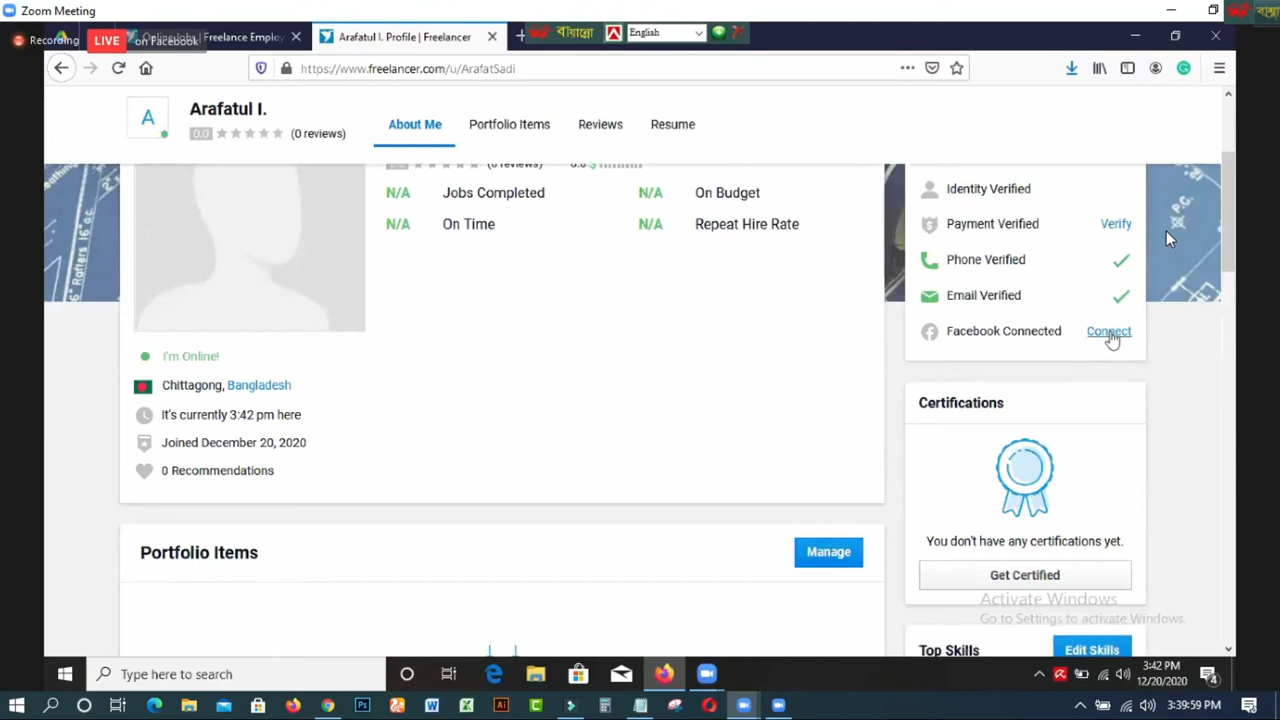 Zoom Meeting
Recording
LIVE on Facebook
Freelance Employ
Arafatul I. Profile | Freelancer
বায়ান্নো
English
https://www.freelancer.com/u/ArafatSadi
A
Arafatul I.
0.0 (0 reviews)
About Me
Portfolio Items
Reviews
Resume
N/A Jobs Completed
N/A On Budget
N/A On Time
N/A Repeat Hire Rate
I'm Online!
Chittagong, Bangladesh
It's currently 3:42 pm here
Joined December 20, 2020
0 Recommendations
Portfolio Items
Manage
Identity Verified
Payment Verified Verify
Phone Verified
Email Verified
Facebook Connected Connect
Certifications
You don't have any certifications yet.
Get Certified
Activate Windows
Go to Settings to activate Windows.
Top Skills
Edit Skills
Type here to search
3:42 PM
12/20/2020
4
3:39:59 PM